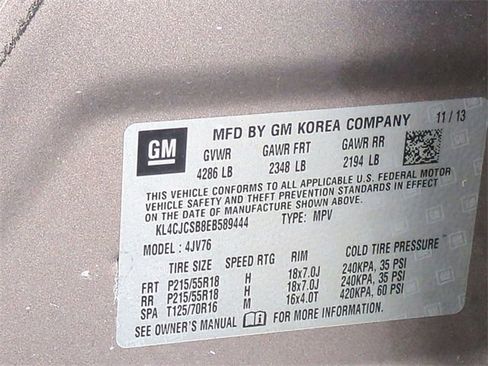 GM
MFD BY GM KOREA COMPANY 11 / 13
GVWR GAWR FRT GAWR RR
4286 LB 2348 LB 2194 LB
THIS VEHICLE CONFORMS TO ALL APPLICABLE U.S. FEDERAL MOTOR
VEHICLE SAFETY AND THEFT PREVENTION STANDARDS IN EFFECT
ON THE DATE OF MANUFACTURE SHOWN ABOVE.
KL4CJCSB8EB589444 TYPE: MPV
MODEL : 4JV76
TIRE SIZE SPEED RTG RIM COLD TIRE PRESSURE
FRT P215/55R18 H 18x7.0J 240KPA, 35 PSI
RR P215/55R18 H 18x7.0J 240KPA, 35 PSI
SPA T125/70R16 M 16x4.0T 420KPA, 60 PSI
SEE OWNER'S MANUAL FOR MORE INFORMATION.